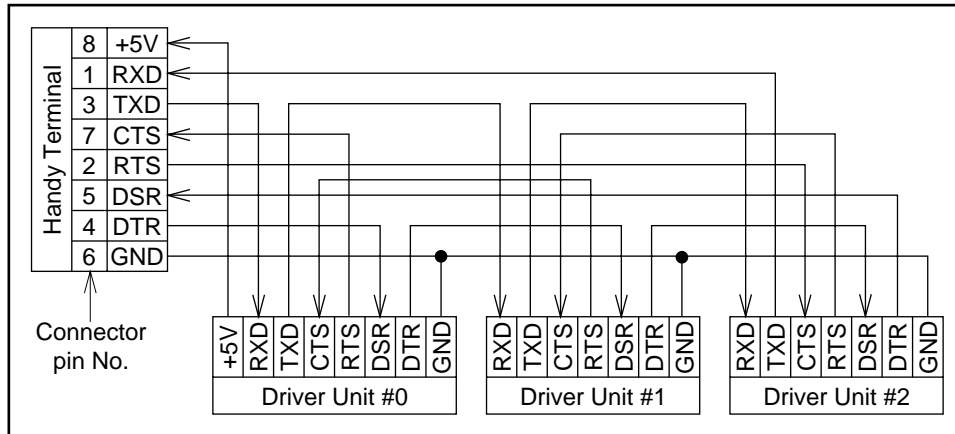 Handy Terminal
8 +5V
1 RXD
3 TXD
7 CTS
2 RTS
5 DSR
4 DTR
6 GND
Connector
pin No.
+5V RXD TXD CTS RTS DSR DTR GND
Driver Unit #0
RXD TXD CTS RTS DSR DTR GND
Driver Unit #1
RXD TXD CTS RTS DSR DTR GND
Driver Unit #2